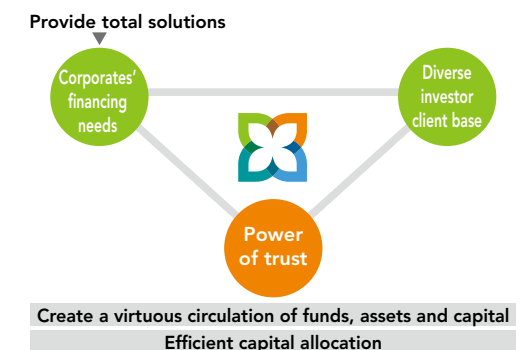 Provide total solutions
Corporates’
financing
needs
Diverse
investor
client base
Power
of trust
Create a virtuous circulation of funds, assets and capital
Efficient capital allocation